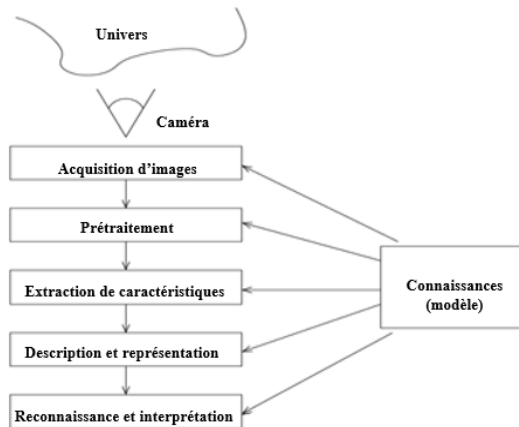 Univers
Caméra
Acquisition d’images
Prétraitement
Extraction de caractéristiques
Connaissances
(modèle)
Description et représentation
Reconnaissance et interprétation